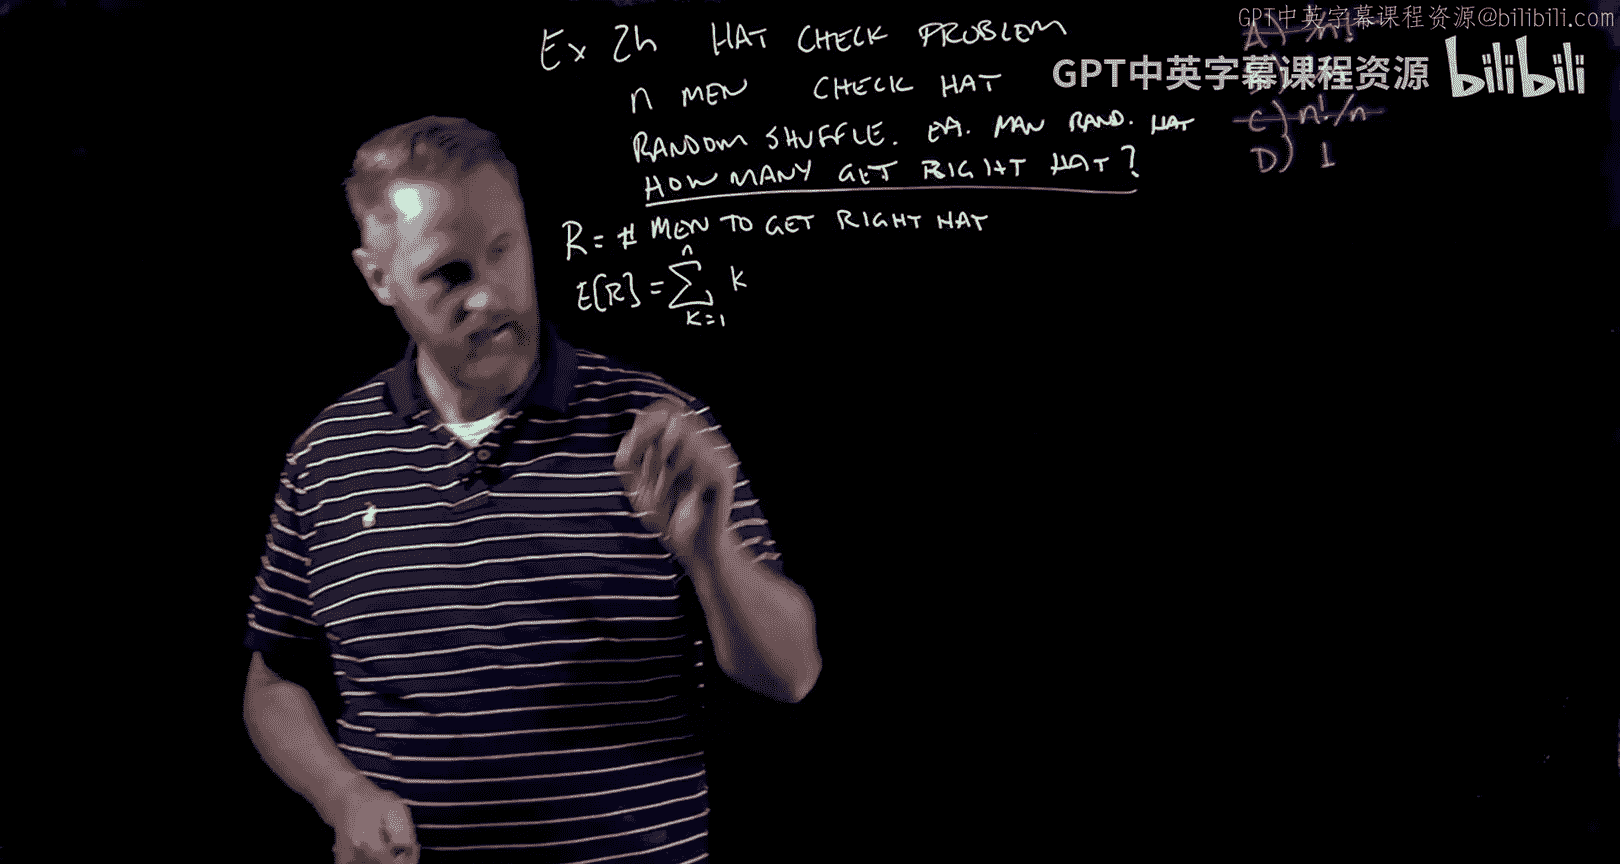 GPT中英字幕课程资源@bilibili.com
GPT中英字幕课程资源 bilibili
Ex 2h HAT CHECK PROBLEM
n MEN CHECK HAT
RANDOM SHUFFLE. EA. MAN RAND. HAT
HOW MANY GET RIGHT HAT?
R = # MEN TO GET RIGHT HAT
E[R] = n ∑ k=1 k
A) n!
C) n!/n
D) 1